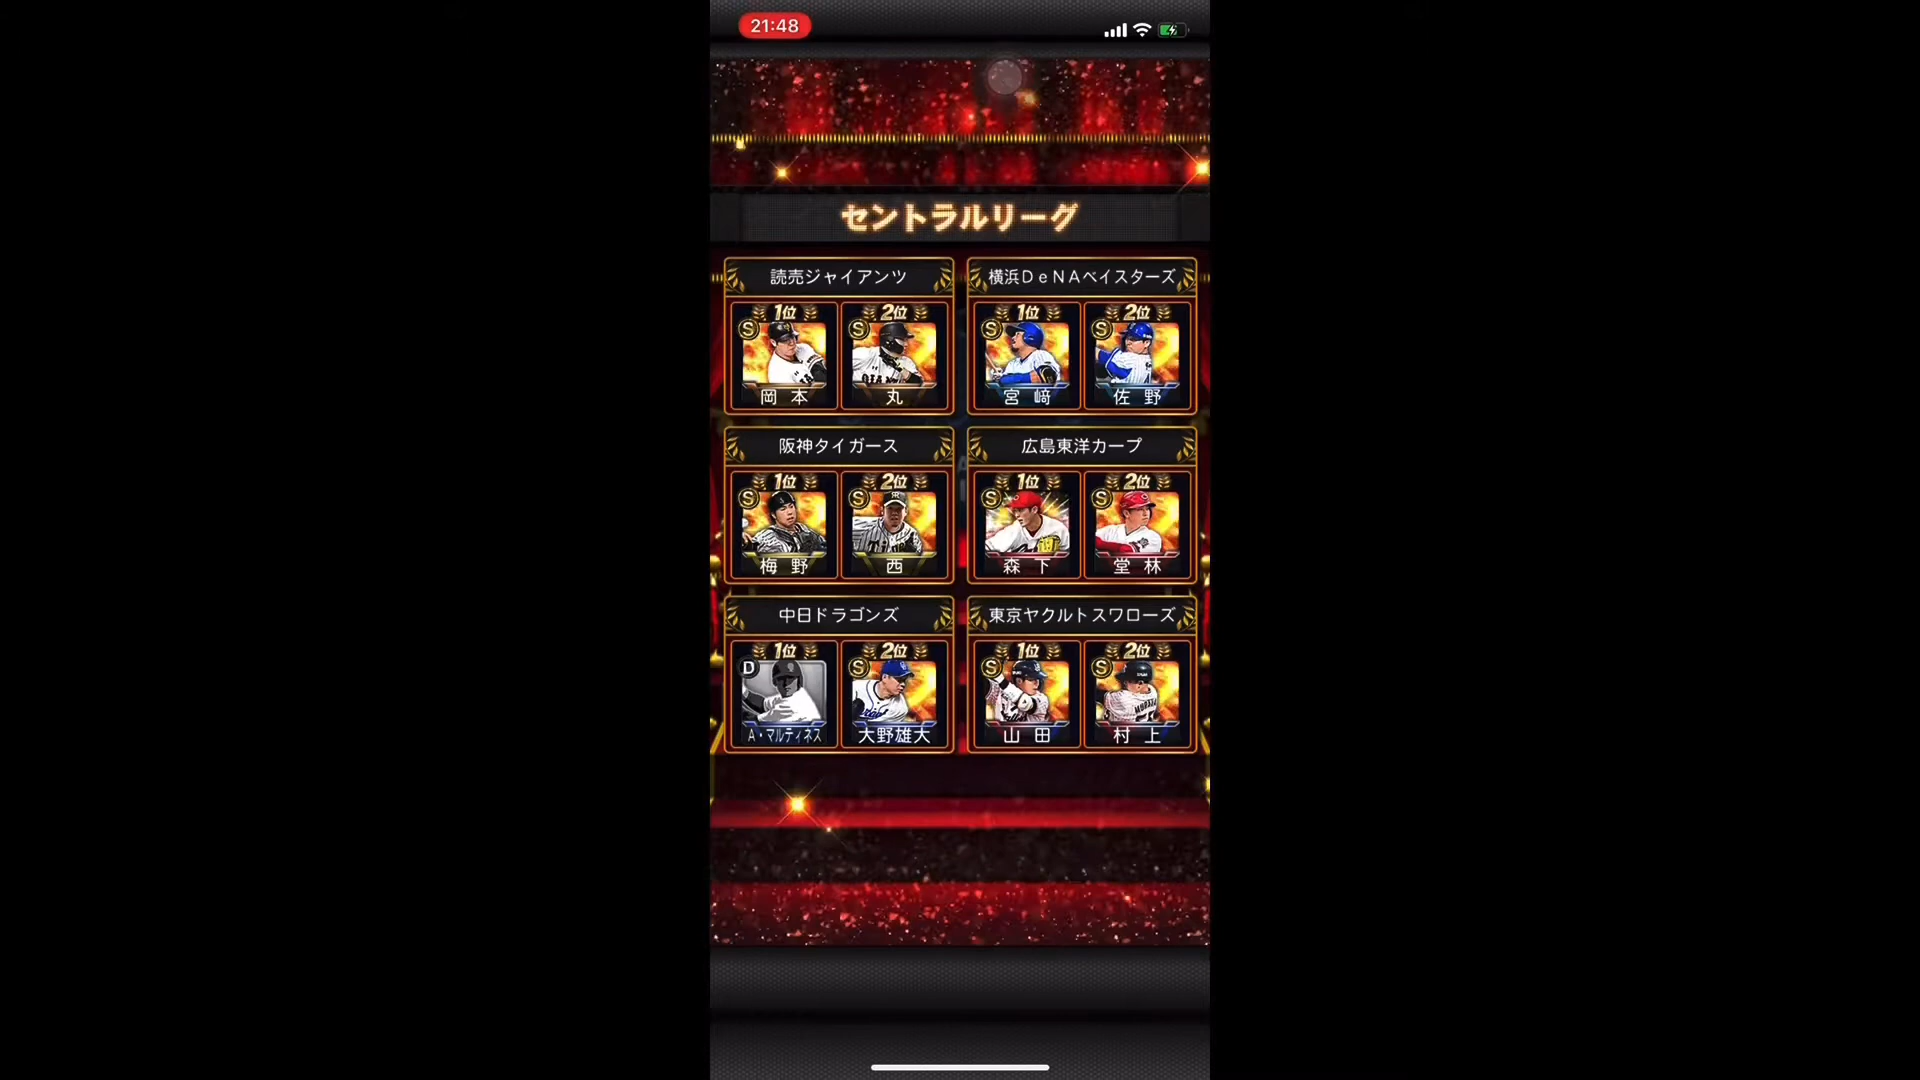 21:48
セントラルリーグ
読売ジャイアンツ
1位 2位
S S
岡本 丸
横浜DeNAベイスターズ
1位 2位
S S
宮﨑 佐野
阪神タイガース
1位 2位
S S
梅野 西
広島東洋カープ
1位 2位
S S
森下 堂林
中日ドラゴンズ
1位 2位
D S
A・マルティネス 大野雄大
東京ヤクルトスワローズ
1位 2位
S S
山田 村上